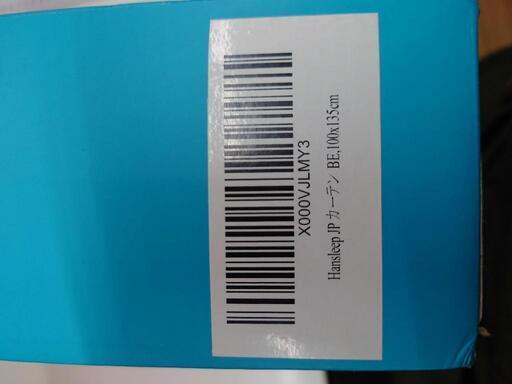 X000VJLMY3
Hansleep JP カーテン BE,100x135cm